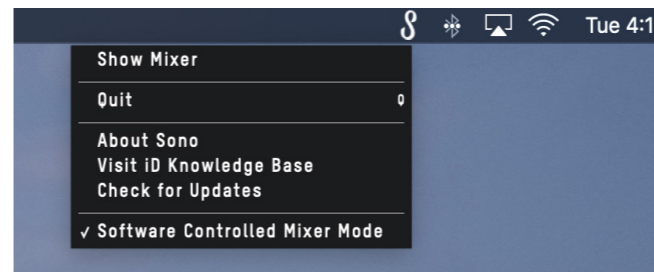 Tue 4:1
Show Mixer
Quit Q
About Sono
Visit iD Knowledge Base
Check for Updates
✓ Software Controlled Mixer Mode